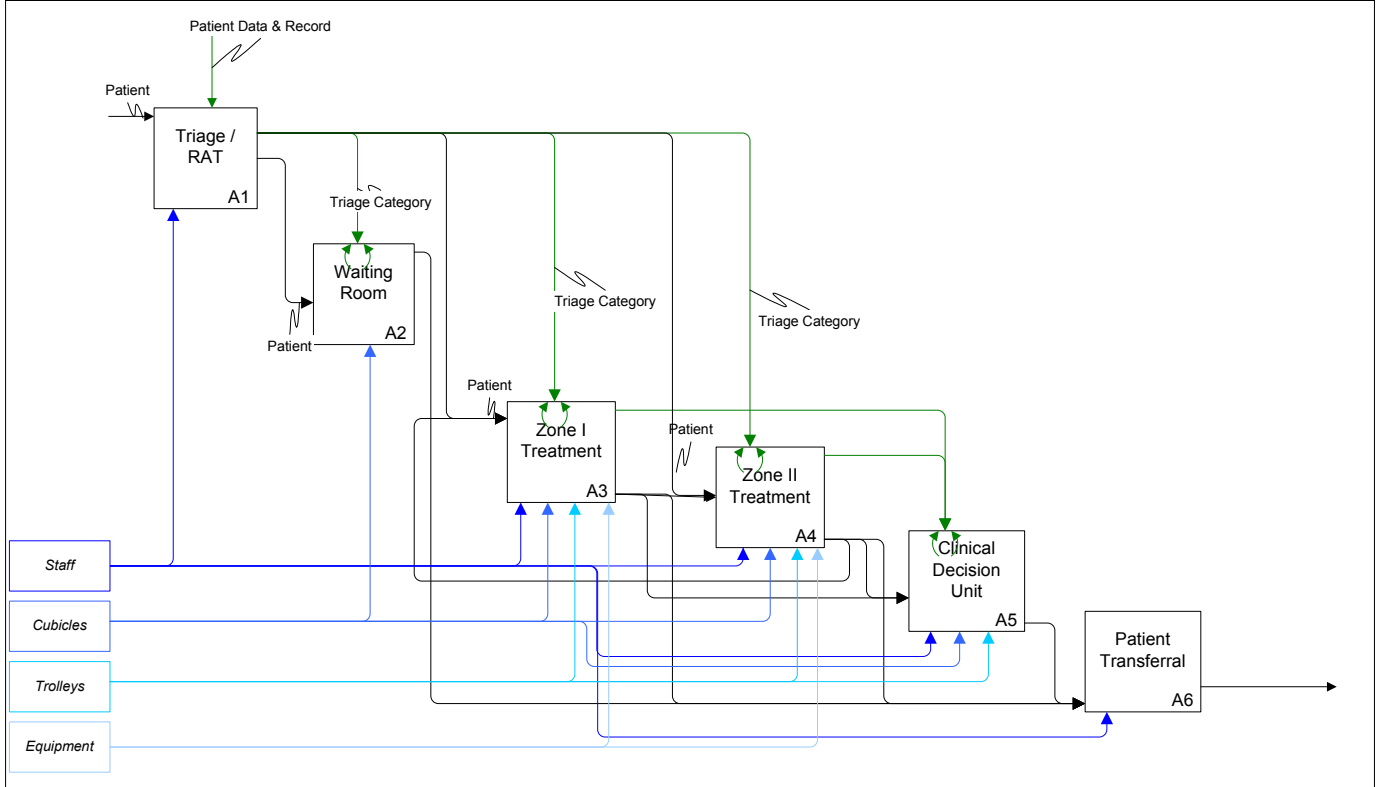 Patient Data & Record
Patient
Triage /
RAT
A1
Triage Category
Waiting
Room
A2
Patient
Triage Category
Triage Category
Patient
Zone I
Treatment
A3
Patient
Zone II
Treatment
A4
Clinical
Decision
Unit
A5
Staff
Cubicles
Trolleys
Equipment
Patient
Transferral
A6